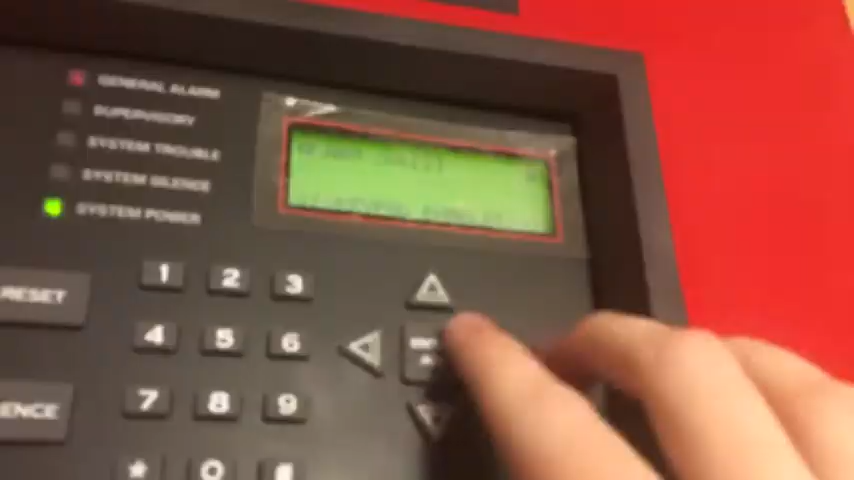 GENERAL ALARM
SUPERVISORY
SYSTEM TROUBLE
SYSTEM SILENCE
SYSTEM POWER
RESET
ENCE
1 2 3
4 5 6
7 8 9
* 0 #